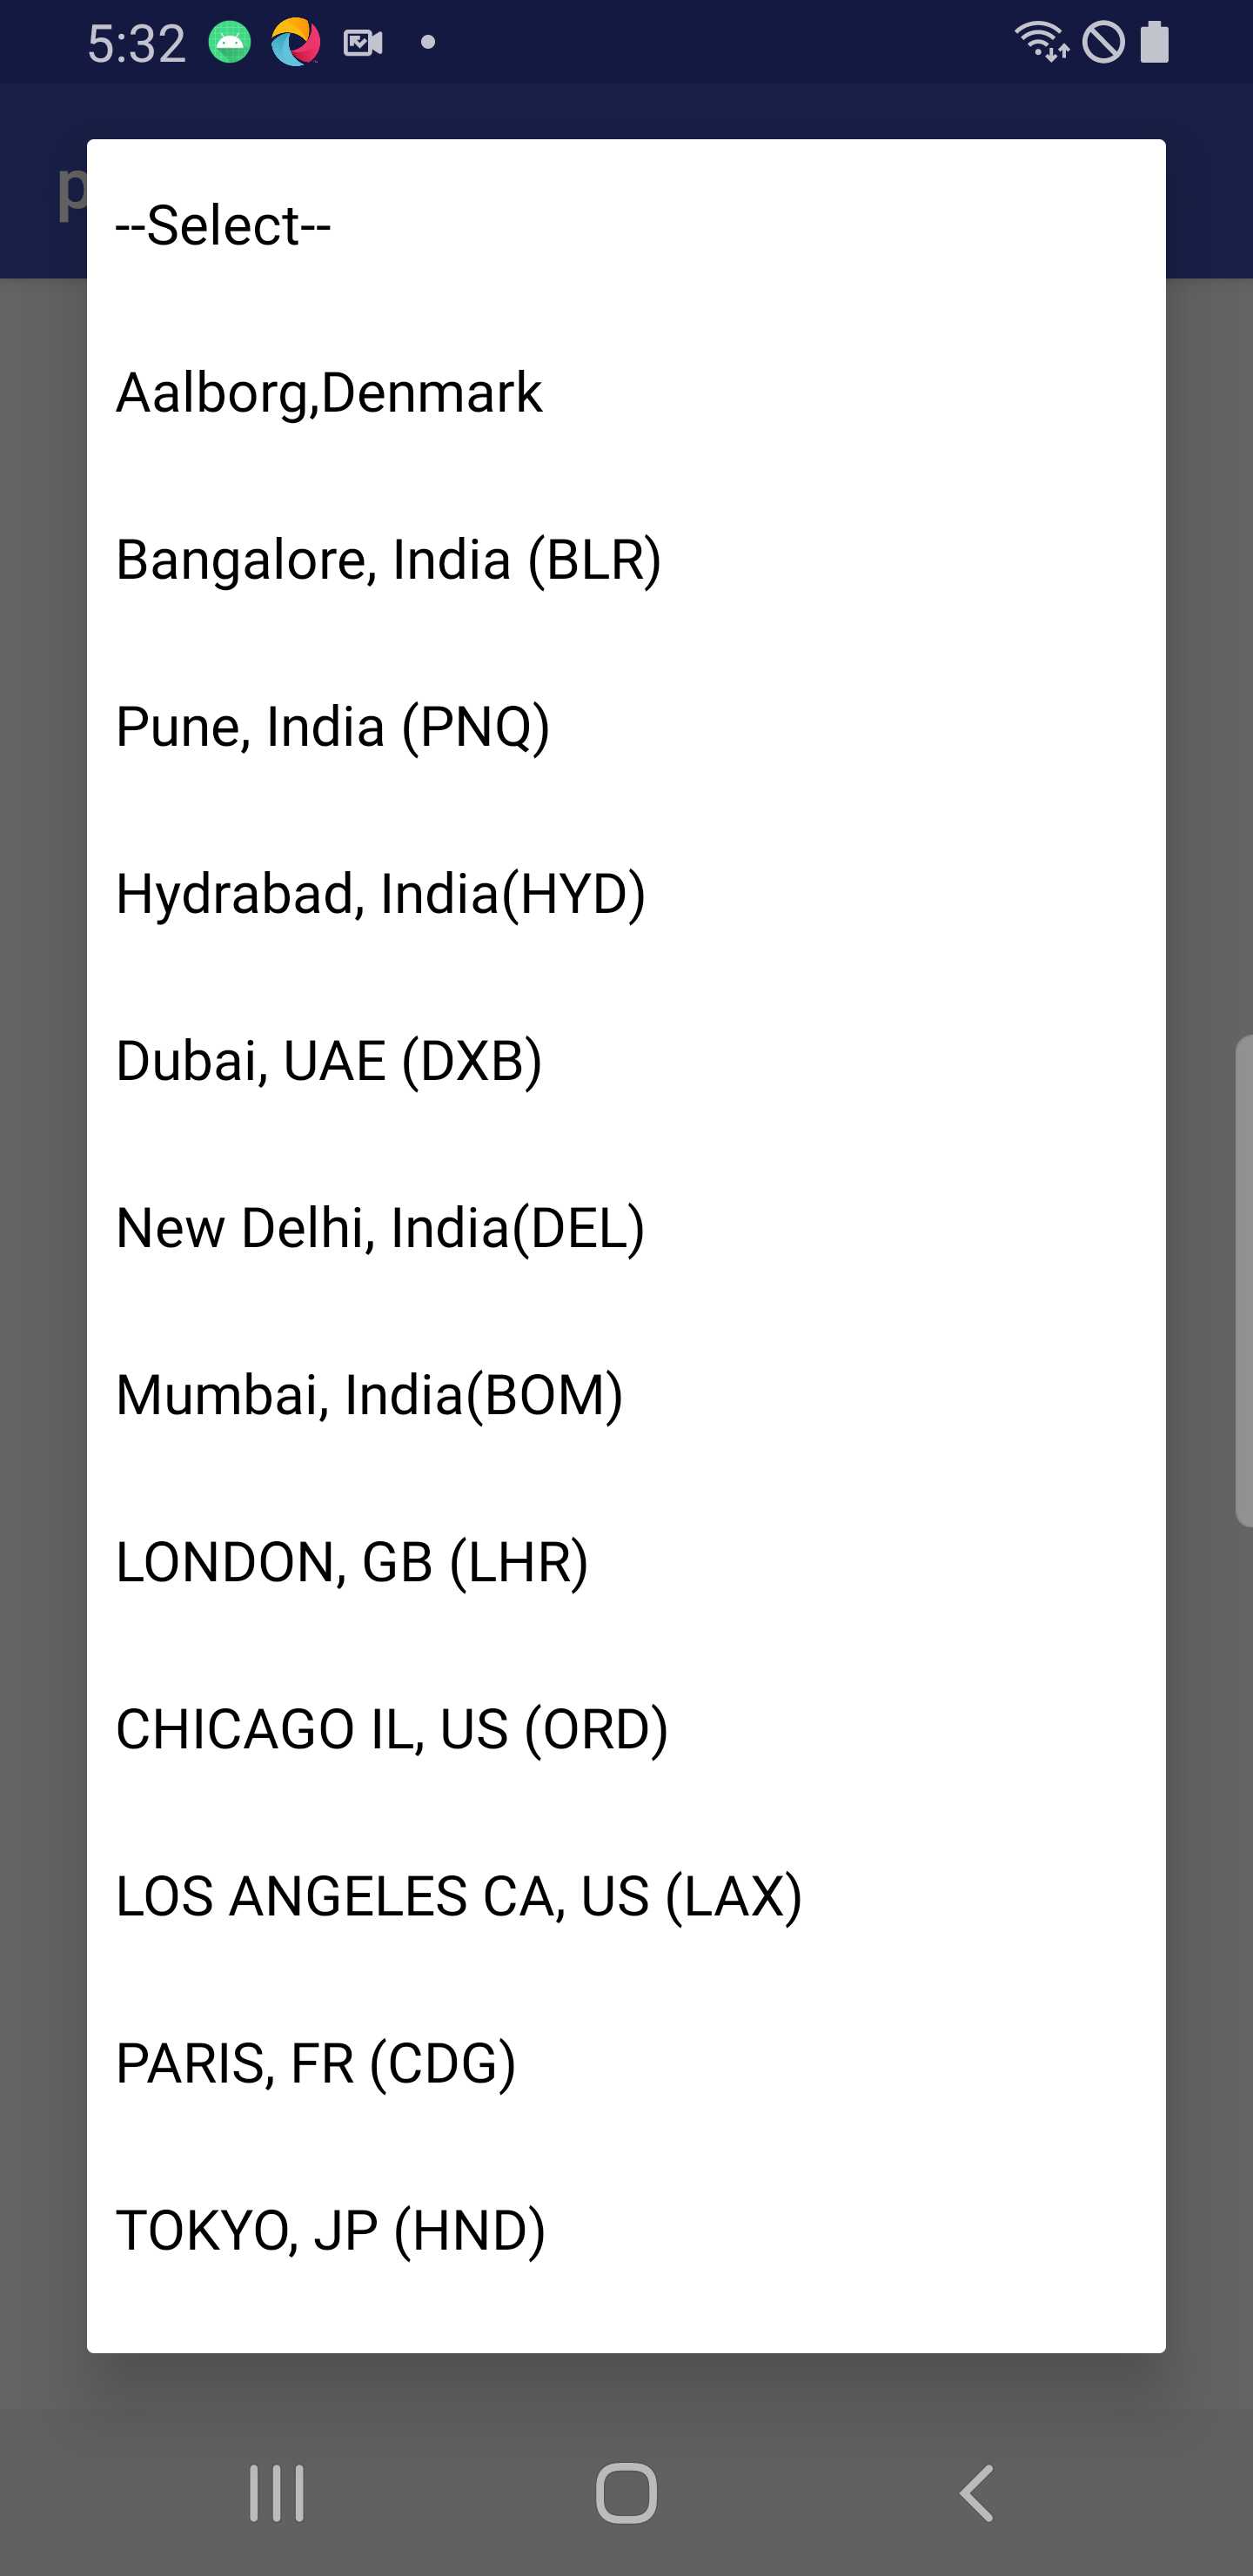 5:32
p
--Select--
Aalborg,Denmark
Bangalore, India (BLR)
Pune, India (PNQ)
Hydrabad, India(HYD)
Dubai, UAE (DXB)
New Delhi, India(DEL)
Mumbai, India(BOM)
LONDON, GB (LHR)
CHICAGO IL, US (ORD)
LOS ANGELES CA, US (LAX)
PARIS, FR (CDG)
TOKYO, JP (HND)